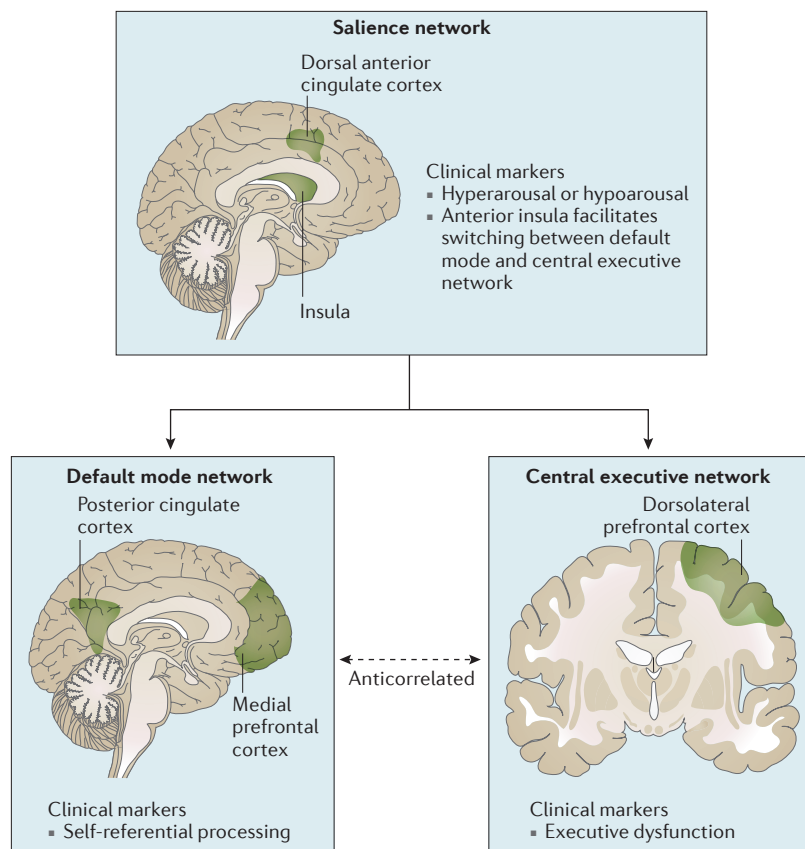 Salience network
Dorsal anterior
cingulate cortex
Clinical markers
▪ Hyperarousal or hypoarousal
▪ Anterior insula facilitates
switching between default
mode and central executive
network
Insula
Default mode network
Posterior cingulate
cortex
Medial
prefrontal
cortex
Clinical markers
▪ Self-referential processing
Anticorrelated
Central executive network
Dorsolateral
prefrontal cortex
Clinical markers
▪ Executive dysfunction